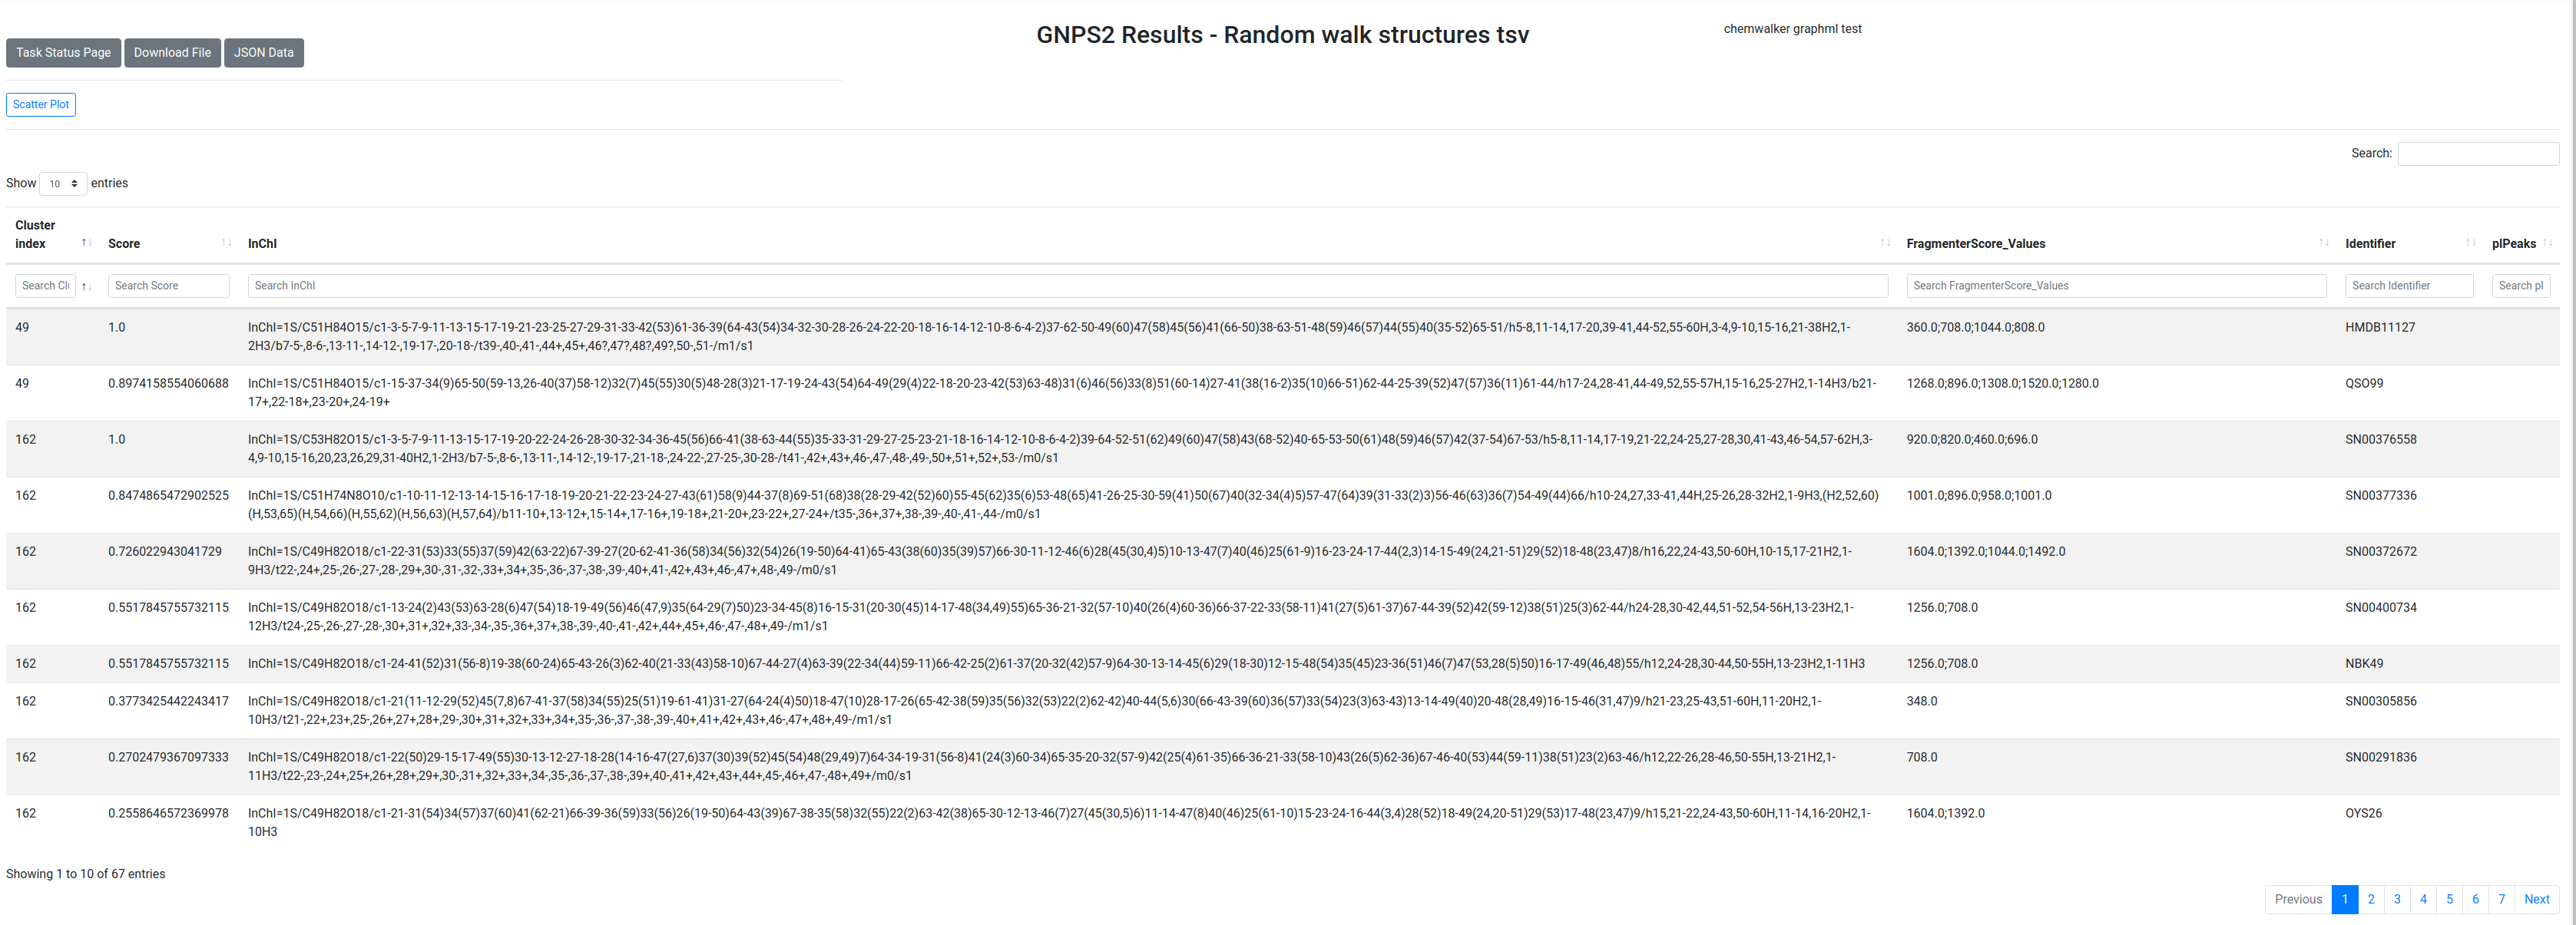 GNPS2 Results - Random walk structures tsv
chemwalker graphml test
Task Status Page
Download File
JSON Data
Scatter Plot
Search:
Show 10 entries
Cluster index
Score
InChI
FragmenterScore_Values
Identifier
plPeaks
Search Cl
Search Score
Search InChI
Search FragmenterScore_Values
Search Identifier
Search pl
49 1.0 InChI=1S/C51H84O15/c1-3-5-7-9-11-13-15-17-19-21-23-25-27-29-31-33-42(53)61-36-39(64-43(54)34-32-30-28-26-24-22-20-18-16-14-12-10-8-6-4-2)37-62-50-49(60)47(58)45(56)41(66-50)38-63-51-48(59)46(57)44(55)40(35-52)65-51/h5-8,11-14,17-20,39-41,44-52,55-60H,3-4,9-10,15-16,21-38H2,1- 360.0;708.0;1044.0;808.0 HMDB11127
2H3/b7-5-,8-6-,13-11-,14-12-,19-17-,20-18-/t39-,40-,41-,44+,45+,46?,47?,48?,49?,50-,51-/m1/s1
49 0.8974158554060688 InChI=1S/C51H84O15/c1-15-37-34(9)65-50(59-13,26-40(37)58-12)32(7)45(55)30(5)48-28(3)21-17-19-24-43(54)64-49(29(4)22-18-20-23-42(53)63-48)31(6)46(56)33(8)51(60-14)27-41(38(16-2)35(10)66-51)62-44-25-39(52)47(57)36(11)61-44/h17-24,28-41,44-49,52,55-57H,15-16,25-27H2,1-14H3/b21- 1268.0;896.0;1308.0;1520.0;1280.0 QSO99
17+,22-18+,23-20+,24-19+
162 1.0 InChI=1S/C53H82O15/c1-3-5-7-9-11-13-15-17-19-20-22-24-26-28-30-32-34-36-45(56)66-41(38-63-44(55)35-33-31-29-27-25-23-21-18-16-14-12-10-8-6-4-2)39-64-52-51(62)49(60)47(58)43(68-52)40-65-53-50(61)48(59)46(57)42(37-54)67-53/h5-8,11-14,17-19,21-22,24-25,27-28,30,41-43,46-54,57-62H,3- 920.0;820.0;460.0;696.0 SN00376558
4,9-10,15-16,20,23,26,29,31-40H2,1-2H3/b7-5-,8-6-,13-11-,14-12-,19-17-,21-18-,24-22-,27-25-,30-28-/t41-,42+,43+,46-,47-,48-,49-,50+,51+,52+,53-/m0/s1
162 0.8474865472902525 InChI=1S/C51H74N8O10/c1-10-11-12-13-14-15-16-17-18-19-20-21-22-23-24-27-43(61)58(9)44-37(8)69-51(68)38(28-29-42(52)60)55-45(62)35(6)53-48(65)41-26-25-30-59(41)50(67)40(32-34(4)5)57-47(64)39(31-33(2)3)56-46(63)36(7)54-49(44)66/h10-24,27,33-41,44H,25-26,28-32H2,1-9H3,(H2,52,60) 1001.0;896.0;958.0;1001.0 SN00377336
(H,53,65)(H,54,66)(H,55,62)(H,56,63)(H,57,64)/b11-10+,13-12+,15-14+,17-16+,19-18+,21-20+,23-22+,27-24+/t35-,36+,37+,38-,39-,40-,41-,44-/m0/s1
162 0.726022943041729 InChI=1S/C49H82O18/c1-22-31(53)33(55)37(59)42(63-22)67-39-27(20-62-41-36(58)34(56)32(54)26(19-50)64-41)65-43(38(60)35(39)57)66-30-11-12-46(6)28(45(30,4)5)10-13-47(7)40(46)25(61-9)16-23-24-17-44(2,3)14-15-49(24,21-51)29(52)18-48(23,47)8/h16,22,24-43,50-60H,10-15,17-21H2,1- 1604.0;1392.0;1044.0;1492.0 SN00372672
9H3/t22-,24+,25-,26-,27-,28-,29+,30-,31-,32-,33+,34+,35-,36-,37-,38-,39-,40+,41-,42+,43+,46-,47+,48-,49-/m0/s1
162 0.5517845755732115 InChI=1S/C49H82O18/c1-13-24(2)43(53)63-28(6)47(54)18-19-49(56)46(47,9)35(64-29(7)50)23-34-45(8)16-15-31(20-30(45)14-17-48(34,49)55)65-36-21-32(57-10)40(26(4)60-36)66-37-22-33(58-11)41(27(5)61-37)67-44-39(52)42(59-12)38(51)25(3)62-44/h24-28,30-42,44,51-52,54-56H,13-23H2,1- 1256.0;708.0 SN00400734
12H3/t24-,25-,26-,27-,28-,30+,31+,32+,33-,34-,35-,36+,37+,38-,39-,40-,41-,42+,44+,45+,46-,47-,48+,49-/m1/s1
162 0.5517845755732115 InChI=1S/C49H82O18/c1-24-41(52)31(56-8)19-38(60-24)65-43-26(3)62-40(21-33(43)58-10)67-44-27(4)63-39(22-34(44)59-11)66-42-25(2)61-37(20-32(42)57-9)64-30-13-14-45(6)29(18-30)12-15-48(54)35(45)23-36(51)46(7)47(53,28(5)50)16-17-49(46,48)55/h12,24-28,30-44,50-55H,13-23H2,1-11H3 1256.0;708.0 NBK49
162 0.3773425442243417 InChI=1S/C49H82O18/c1-21(11-12-29(52)45(7,8)67-41-37(58)34(55)25(51)19-61-41)31-27(64-24(4)50)18-47(10)28-17-26(65-42-38(59)35(56)32(53)22(2)62-42)40-44(5,6)30(66-43-39(60)36(57)33(54)23(3)63-43)13-14-49(40)20-48(28,49)16-15-46(31,47)9/h21-23,25-43,51-60H,11-20H2,1- 348.0 SN00305856
10H3/t21-,22+,23+,25-,26+,27+,28+,29-,30+,31+,32+,33+,34+,35-,36-,37-,38-,39-,40+,41+,42+,43+,46-,47+,48+,49-/m1/s1
162 0.2702479367097333 InChI=1S/C49H82O18/c1-22(50)29-15-17-49(55)30-13-12-27-18-28(14-16-47(27,6)37(30)39(52)45(54)48(29,49)7)64-34-19-31(56-8)41(24(3)60-34)65-35-20-32(57-9)42(25(4)61-35)66-36-21-33(58-10)43(26(5)62-36)67-46-40(53)44(59-11)38(51)23(2)63-46/h12,22-26,28-46,50-55H,13-21H2,1- 708.0 SN00291836
11H3/t22-,23-,24+,25+,26+,28+,29+,30-,31+,32+,33+,34-,35-,36-,37-,38-,39+,40-,41+,42+,43+,44+,45-,46+,47-,48+,49+/m0/s1
162 0.2558646572369978 InChI=1S/C49H82O18/c1-21-31(54)34(57)37(60)41(62-21)66-39-36(59)33(56)26(19-50)64-43(39)67-38-35(58)32(55)22(2)63-42(38)65-30-12-13-46(7)27(45(30,5)6)11-14-47(8)40(46)25(61-10)15-23-24-16-44(3,4)28(52)18-49(24,20-51)29(53)17-48(23,47)9/h15,21-22,24-43,50-60H,11-14,16-20H2,1- 1604.0;1392.0 OYS26
10H3
Showing 1 to 10 of 67 entries
Previous 1 2 3 4 5 6 7 Next